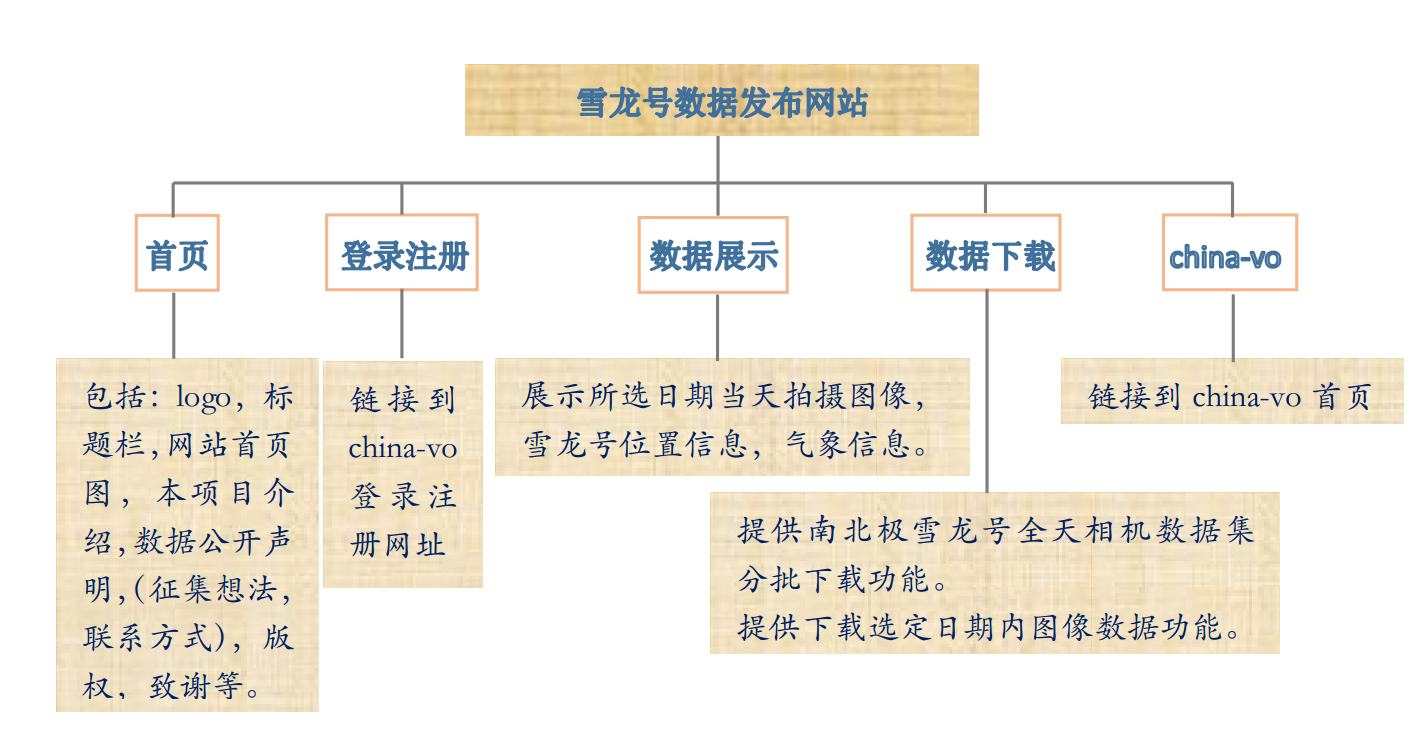 雪龙号数据发布网站
首页
登录注册
数据展示
数据下载
china-vo
包括：logo，标
题栏，网站首页
图，本项目介
绍，数据公开声
明，（征集想法，
联系方式），版
权，致谢等。
链接到
china-vo
登录注
册网址
展示所选日期当天拍摄图像，
雪龙号位置信息，气象信息。
提供南北极雪龙号全天相机数据集
分批下载功能。
提供下载选定日期内图像数据功能。
链接到 china-vo 首页